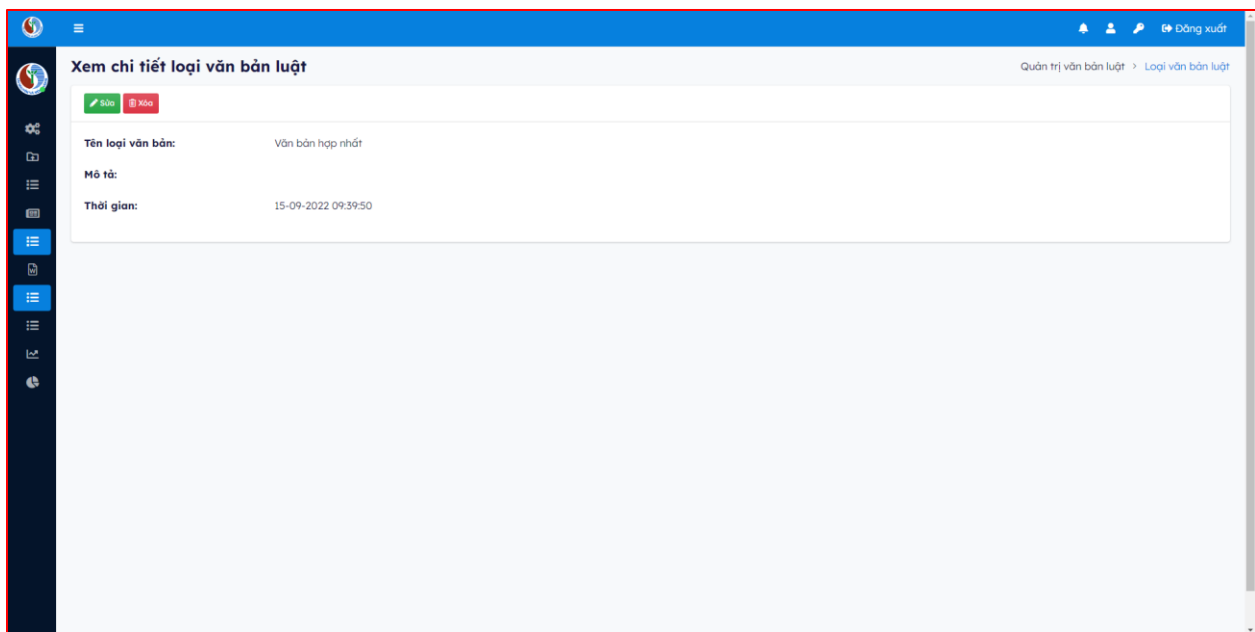 Đăng xuất
Xem chi tiết loại văn bản luật
Quản trị văn bản luật > Loại văn bản luật
Sửa Xóa
Tên loại văn bản: Văn bản hợp nhất
Mô tả:
Thời gian: 15-09-2022 09:39:50